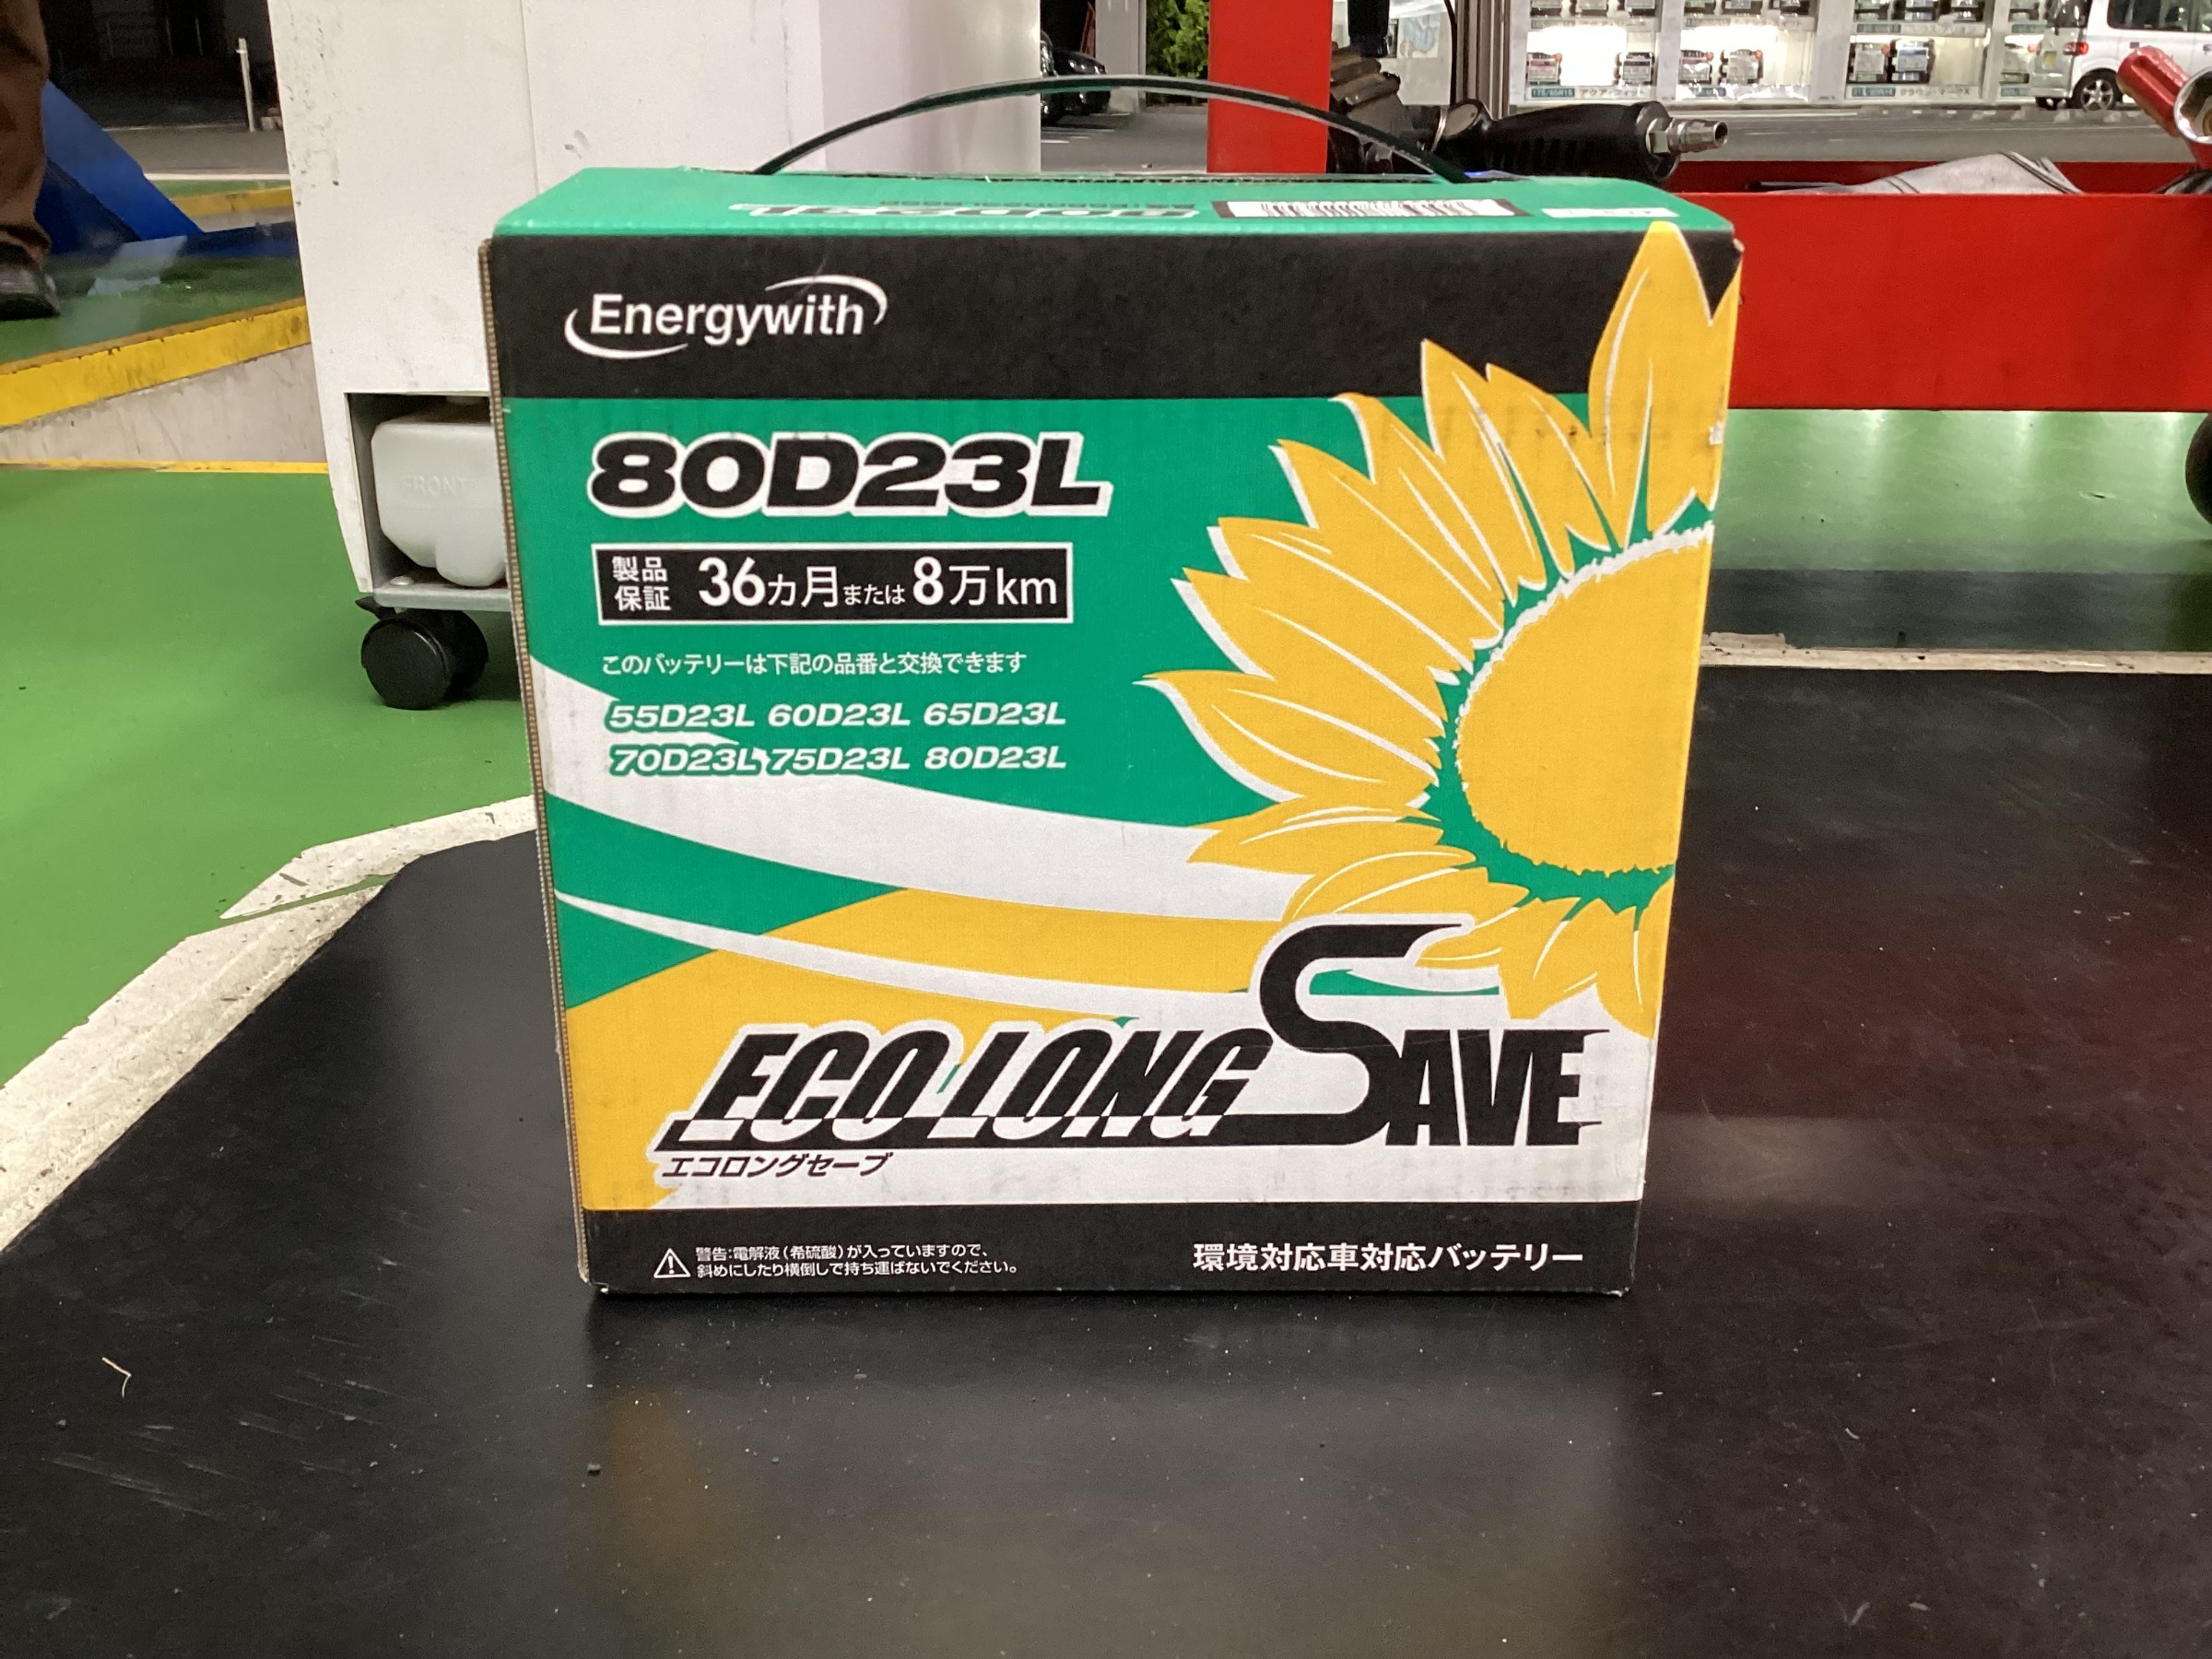 80D23L
Energywith
80D23L
製品保証 36カ月または8万km
このバッテリーは下記の品番と交換できます
55D23L 60D23L 65D23L
70D23L 75D23L 80D23L
ECO LONG SAVE
エコロングセーブ
警告:電解液(希硫酸)が入っていますので、
斜めにしたり横倒しで持ち運ばないでください。
環境対応車対応バッテリー
FRONT